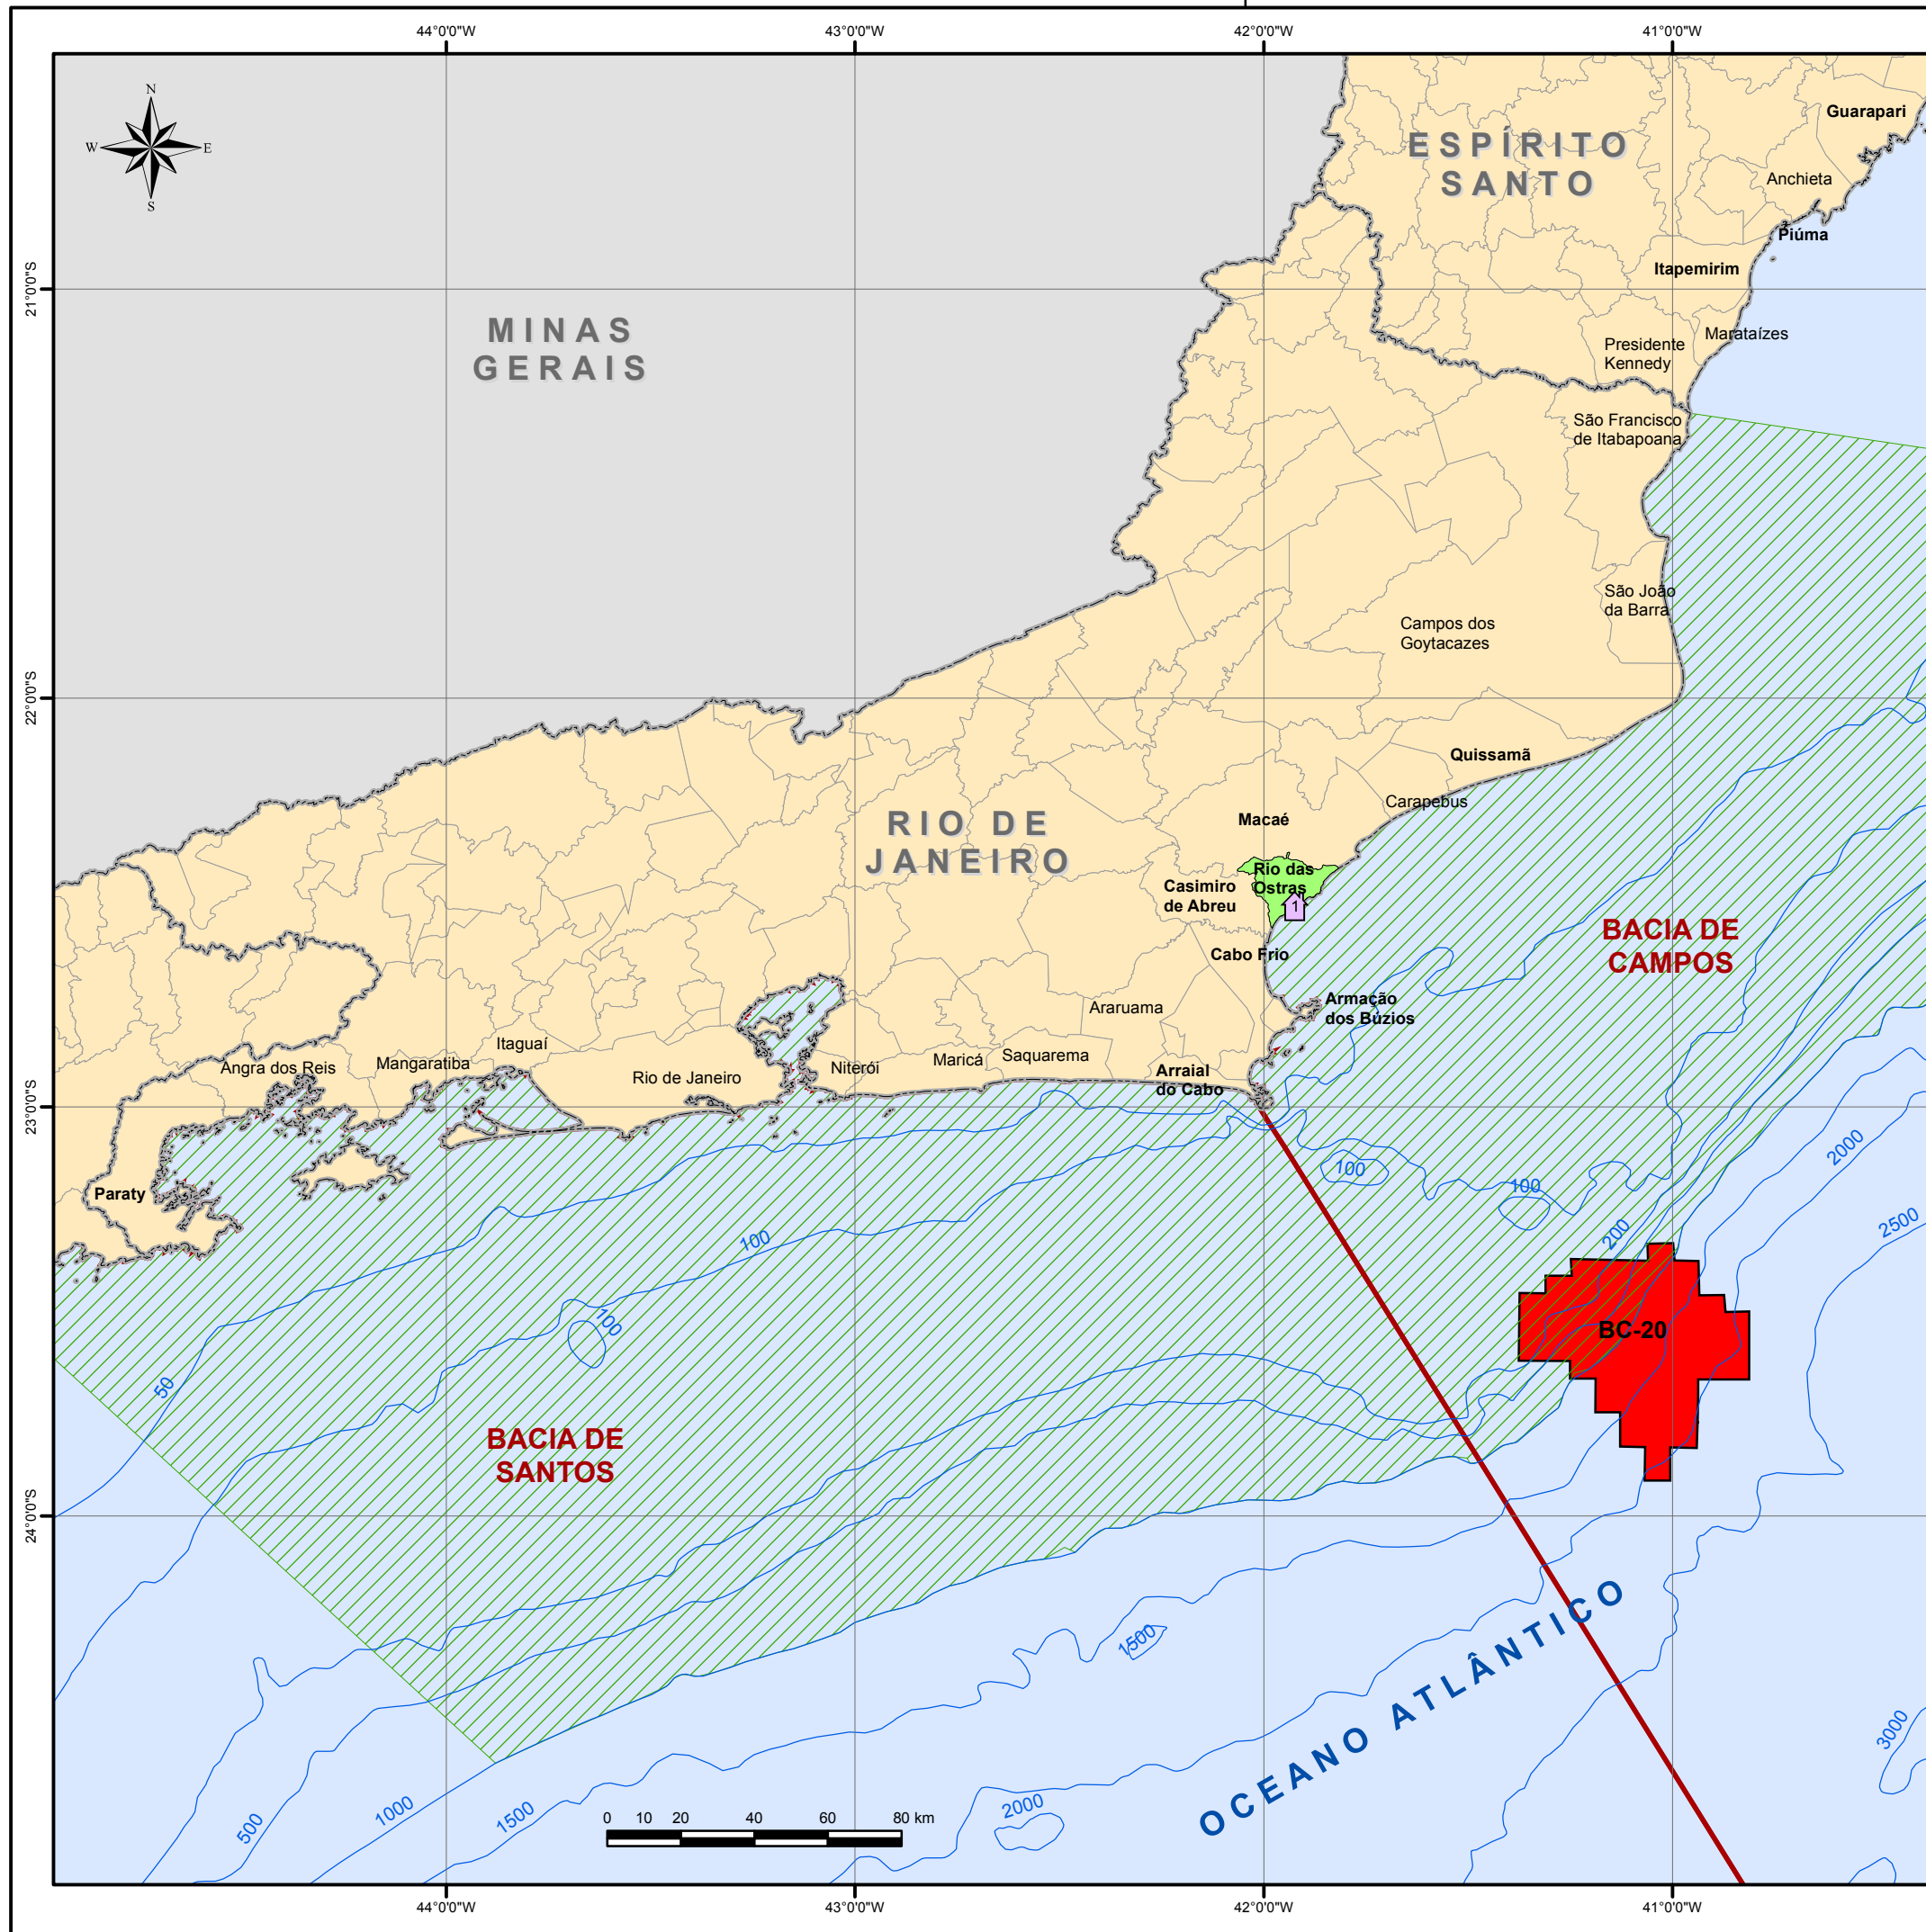 44°0'0"W
43°0'0"W
42°0'0"W
41°0'0"W
N
W
E
S
ESPÍRITO
SANTO
Guarapari
Anchieta
Piúma
Itapemirim
21°0'0"S
MINAS
GERAIS
Marataízes
Presidente
Kennedy
São Francisco
de Itabapoana
São João
da Barra
Campos dos
Goytacazes
22°0'0"S
Quissamã
Carapebus
Macaé
RIO DE
JANEIRO
Rio das
Ostras
1
Casimiro
de Abreu
Cabo Frio
BACIA DE
CAMPOS
Armação
dos Búzios
Araruama
Itaguaí
Angra dos Reis
Mangaratiba
Rio de Janeiro
Niterói
Maricá
Saquarema
Arraial
do Cabo
23°0'0"S
Paraty
100
100
200
2000
2500
100
100
50
BC-20
BACIA DE
SANTOS
24°0'0"S
OCEANO ATLÂNTICO
1500
3000
500
1000
1500
2000
0 10 20 40 60 80 km
44°0'0"W
43°0'0"W
42°0'0"W
41°0'0"W